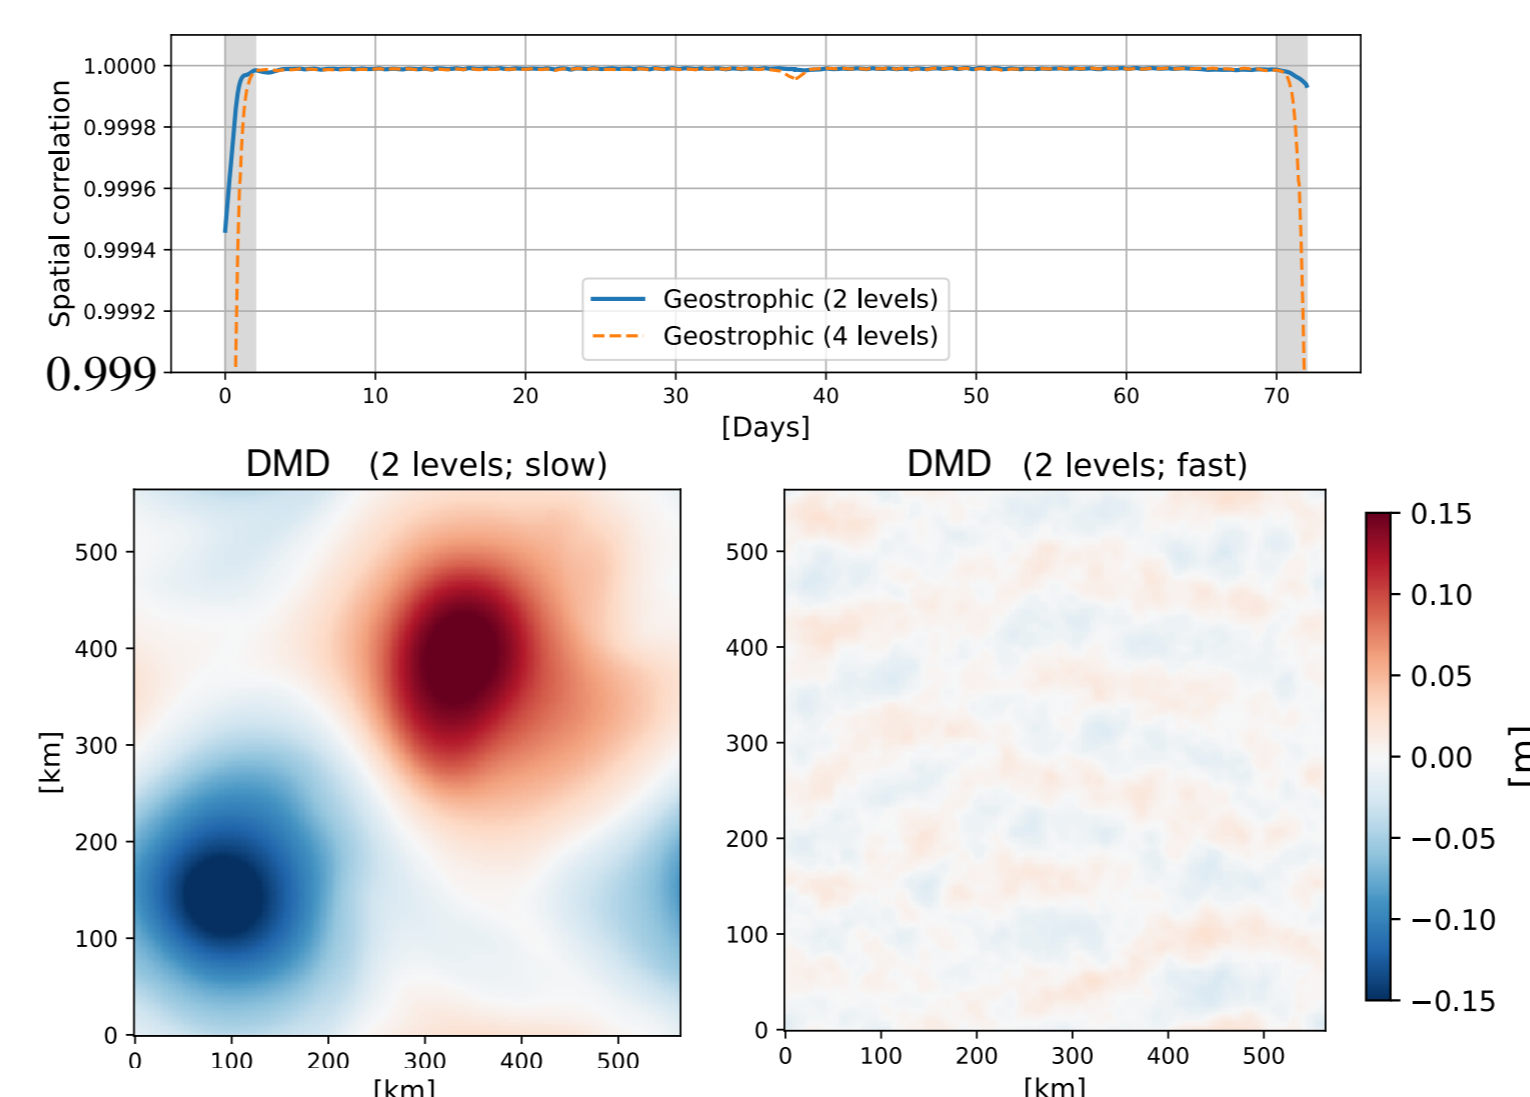 Spatial correlation
1.0000
0.9998
0.9996
0.9994
0.9992
0.999
Geostrophic (2 levels)
Geostrophic (4 levels)
0 10 20 30 40 50 60 70
[Days]
DMD (2 levels; slow)
[km]
500
400
300
200
100
0
0 100 200 300 400 500
[km]
DMD (2 levels; fast)
500
400
300
200
100
0
0 100 200 300 400 500
[km]
0.15
0.10
0.05
0.00
−0.05
−0.10
−0.15
[m]